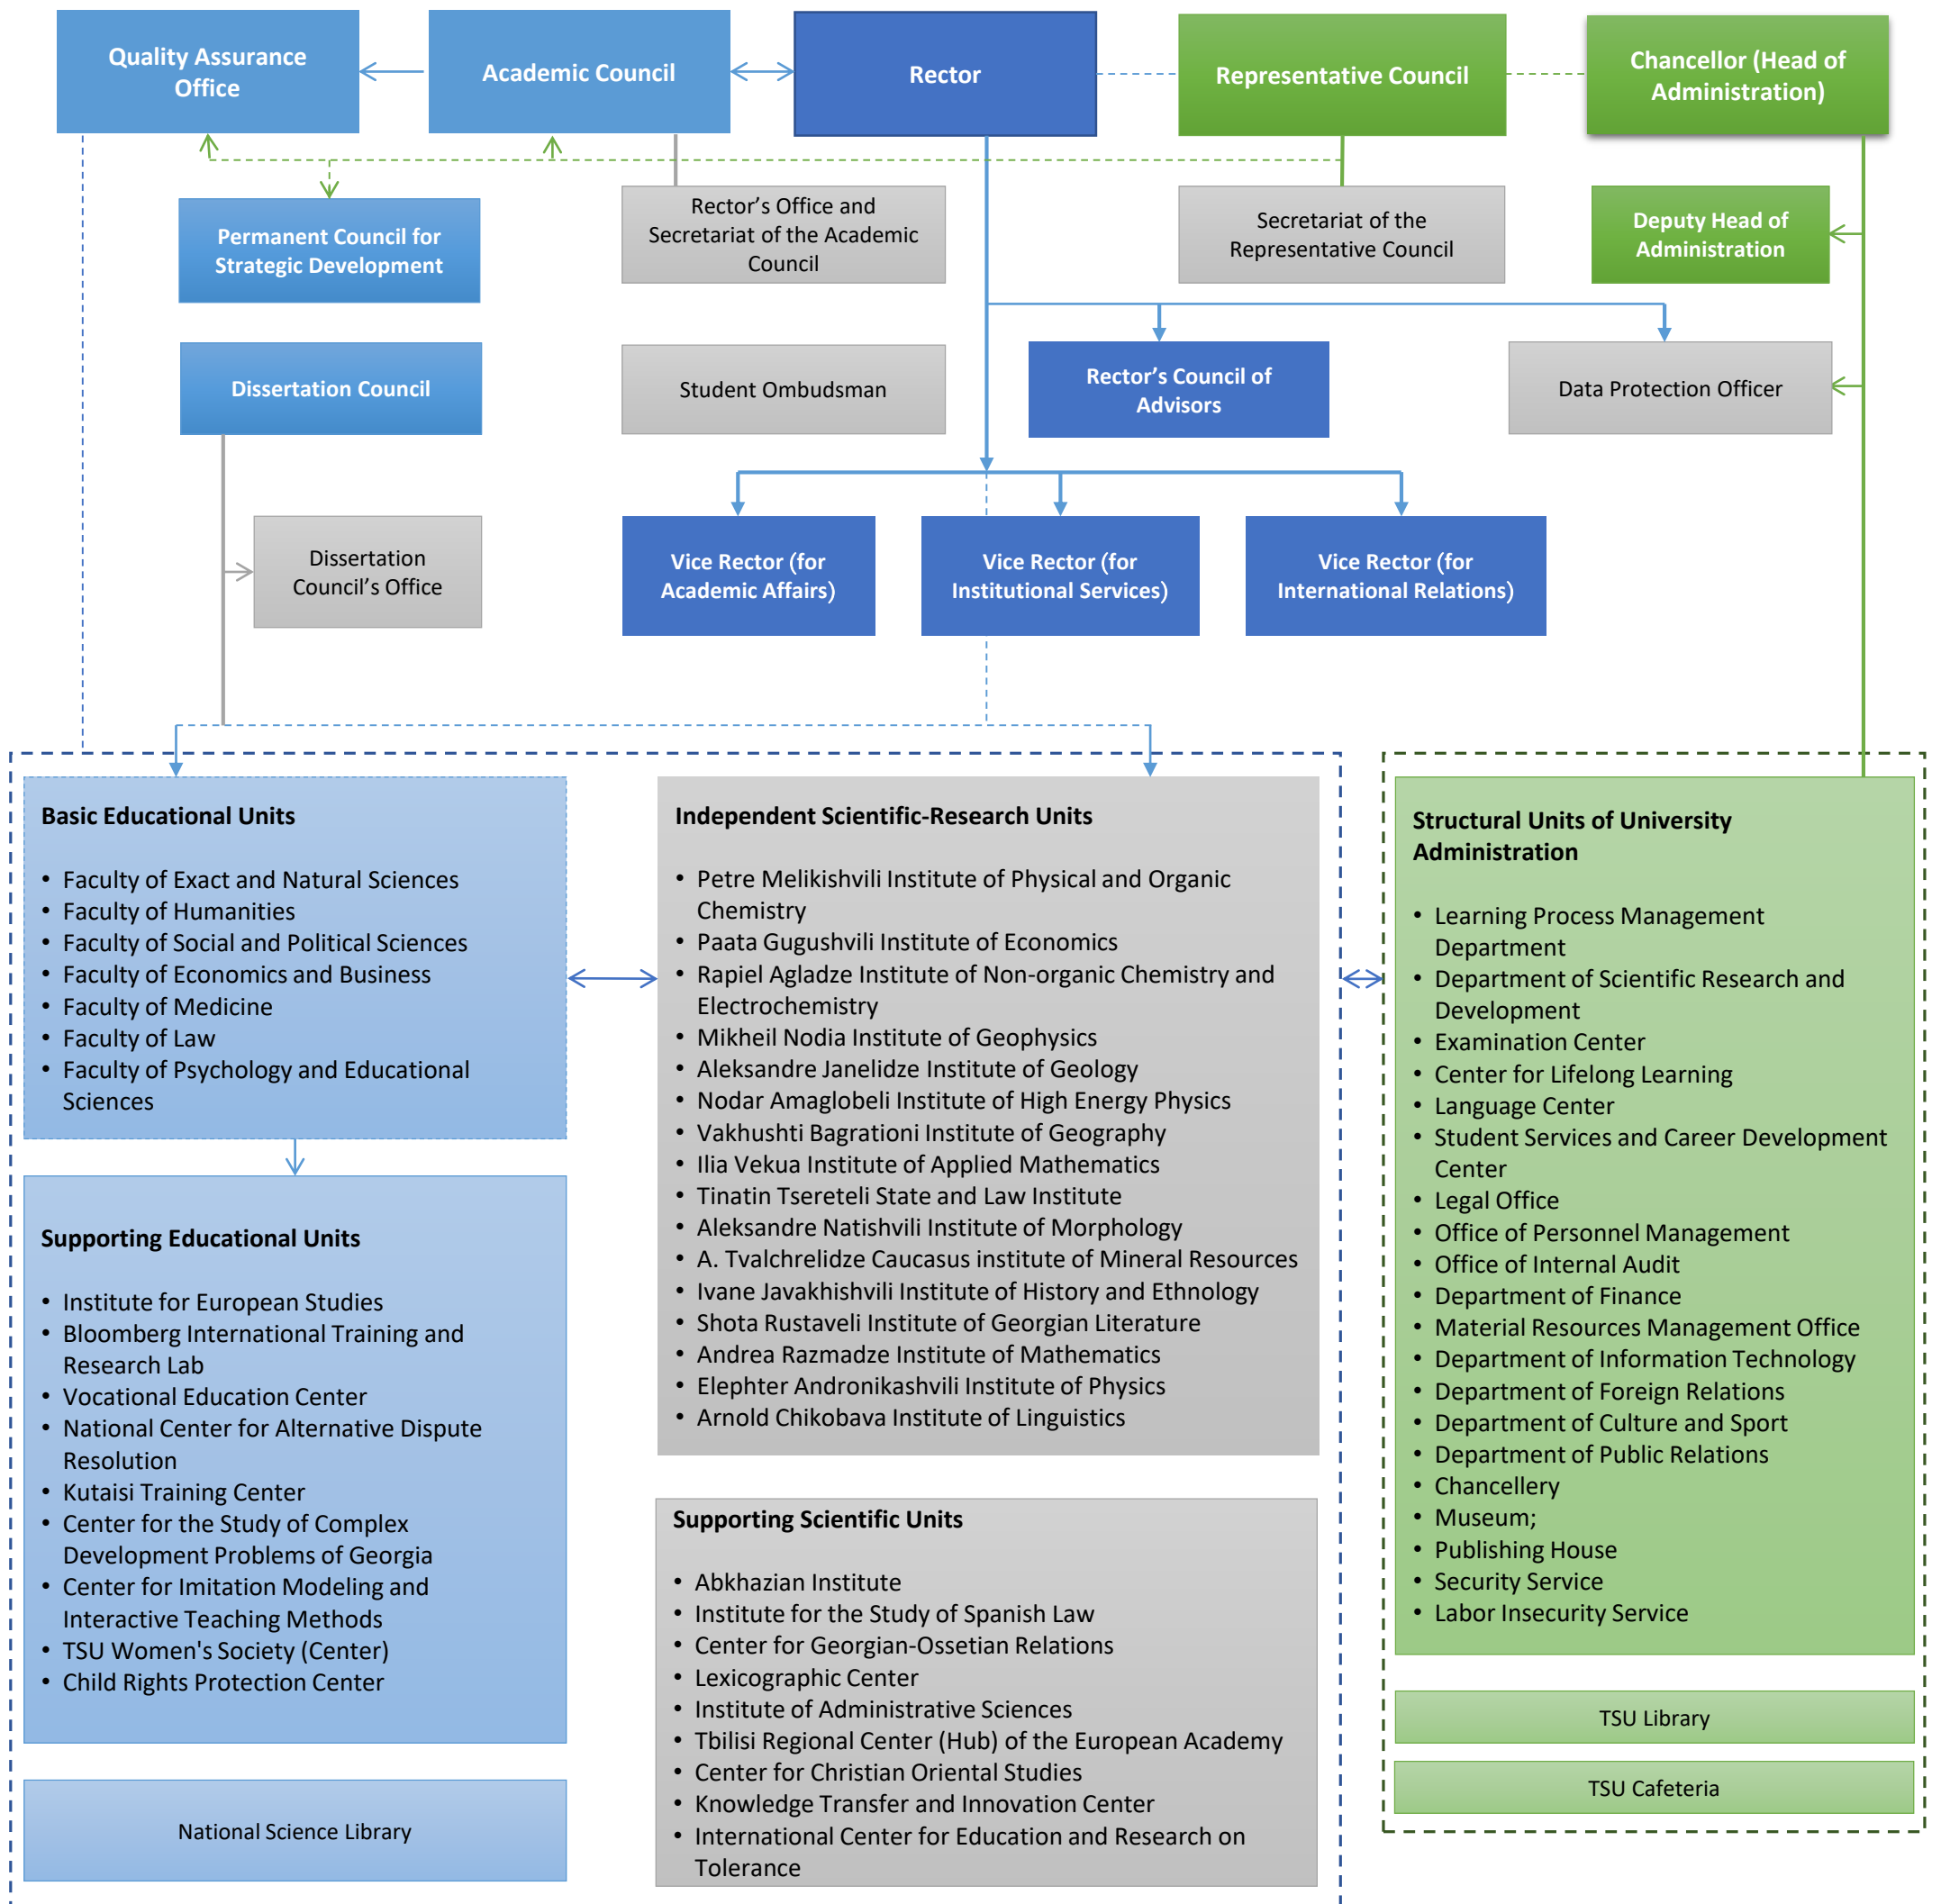 Quality Assurance
Office
Academic Council
Rector
Representative Council
Chancellor (Head of
Administration)
Permanent Council for
Strategic Development
Rector's Office and
Secretariat of the Academic
Council
Secretariat of the
Representative Council
Deputy Head of
Administration
Dissertation Council
Student Ombudsman
Rector's Council of
Advisors
Data Protection Officer
Dissertation
Council's Office
Vice Rector (for
Academic Affairs)
Vice Rector (for
Institutional Services)
Vice Rector (for
International Relations)
Basic Educational Units
• Faculty of Exact and Natural Sciences
• Faculty of Humanities
• Faculty of Social and Political Sciences
• Faculty of Economics and Business
• Faculty of Medicine
• Faculty of Law
• Faculty of Psychology and Educational
Sciences
Supporting Educational Units
• Institute for European Studies
• Bloomberg International Training and
Research Lab
• Vocational Education Center
• National Center for Alternative Dispute
Resolution
• Kutaisi Training Center
• Center for the Study of Complex
Development Problems of Georgia
• Center for Imitation Modeling and
Interactive Teaching Methods
• TSU Women's Society (Center)
• Child Rights Protection Center
National Science Library
Independent Scientific-Research Units
• Petre Melikishvili Institute of Physical and Organic
Chemistry
• Paata Gugushvili Institute of Economics
• Rapiel Agladze Institute of Non-organic Chemistry and
Electrochemistry
• Mikheil Nodia Institute of Geophysics
• Aleksandre Janelidze Institute of Geology
• Nodar Amaglobeli Institute of High Energy Physics
• Vakhushti Bagrationi Institute of Geography
• Ilia Vekua Institute of Applied Mathematics
• Tinatin Tsereteli State and Law Institute
• Aleksandre Natishvili Institute of Morphology
• A. Tvalchrelidze Caucasus institute of Mineral Resources
• Ivane Javakhishvili Institute of History and Ethnology
• Shota Rustaveli Institute of Georgian Literature
• Andrea Razmadze Institute of Mathematics
• Elephter Andronikashvili Institute of Physics
• Arnold Chikobava Institute of Linguistics
Supporting Scientific Units
• Abkhazian Institute
• Institute for the Study of Spanish Law
• Center for Georgian-Ossetian Relations
• Lexicographic Center
• Institute of Administrative Sciences
• Tbilisi Regional Center (Hub) of the European Academy
• Center for Christian Oriental Studies
• Knowledge Transfer and Innovation Center
• International Center for Education and Research on
Tolerance
Structural Units of University
Administration
• Learning Process Management
Department
• Department of Scientific Research and
Development
• Examination Center
• Center for Lifelong Learning
• Language Center
• Student Services and Career Development
Center
• Legal Office
• Office of Personnel Management
• Office of Internal Audit
• Department of Finance
• Material Resources Management Office
• Department of Information Technology
• Department of Foreign Relations
• Department of Culture and Sport
• Department of Public Relations
• Chancellery
• Museum;
• Publishing House
• Security Service
• Labor Insecurity Service
TSU Library
TSU Cafeteria